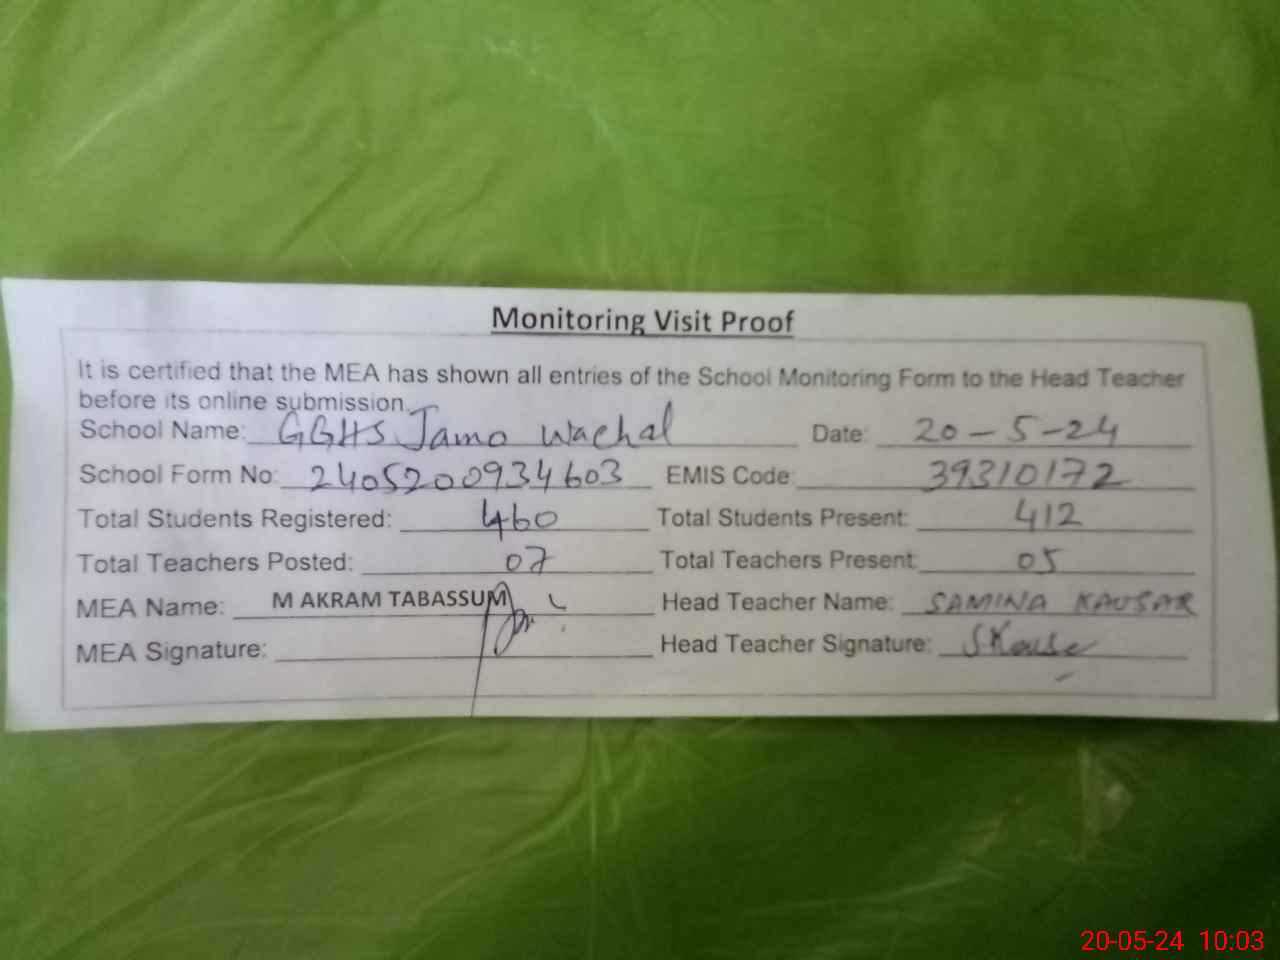 Monitoring Visit Proof
It is certified that the MEA has shown all entries of the School Monitoring Form to the Head Teacher
before its online submission.
School Name: GGHS Jamo Wachal Date: 20-5-24
School Form No: 2405200934603 EMIS Code: 39310172
Total Students Registered: 460 Total Students Present: 412
Total Teachers Posted: 07 Total Teachers Present: 05
MEA Name: M AKRAM TABASSUM Head Teacher Name: SAMINA KAUSAR
MEA Signature: Head Teacher Signature: SKouse
20-05-24 10:03